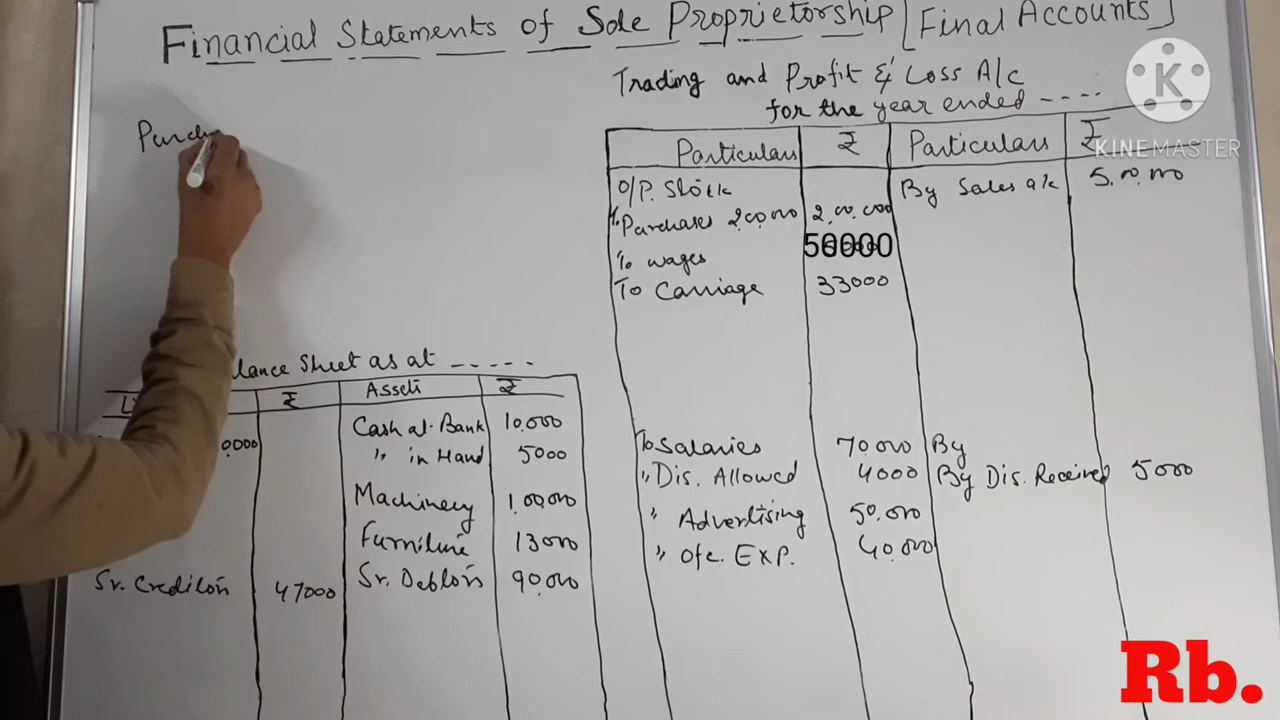 Financial Statements of Sole Proprietorship [Final Accounts]
Trading and Profit & Loss A/c
for the year ended ----
K
KINEMASTER
Particulars ₹ Particulars ₹
O/P. Stock By Sales a/c 5,00,000
To Purchases 2,00,000 2,00,000
To wages 50000
To Carriage 33000
To Salaries 70,000 By
" Dis. Allowed 4000 By Dis. Received 5000
" Advertising 50,000
" Ofc. EXP. 40,000
Purch
lance Sheet as at -----
₹ Assets ₹
Cash at Bank 10,000
0,000 " in Hand 5000
Machinery 1,00,000
Furniture 13000
Sr. Creditors 47000 Sr. Debtors 90,000
Rb.